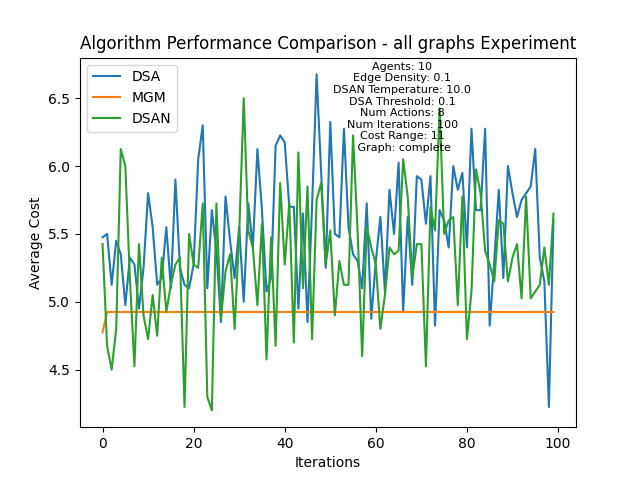 Algorithm Performance Comparison - all graphs Experiment
DSA
MGM
DSAN
Agents: 10
Edge Density: 0.1
DSAN Temperature: 10.0
DSA Threshold: 0.1
Num Actions: 8
Num Iterations: 100
Cost Range: 11
Graph: complete
Average Cost
6.5
6.0
5.5
5.0
4.5
0 20 40 60 80 100
Iterations